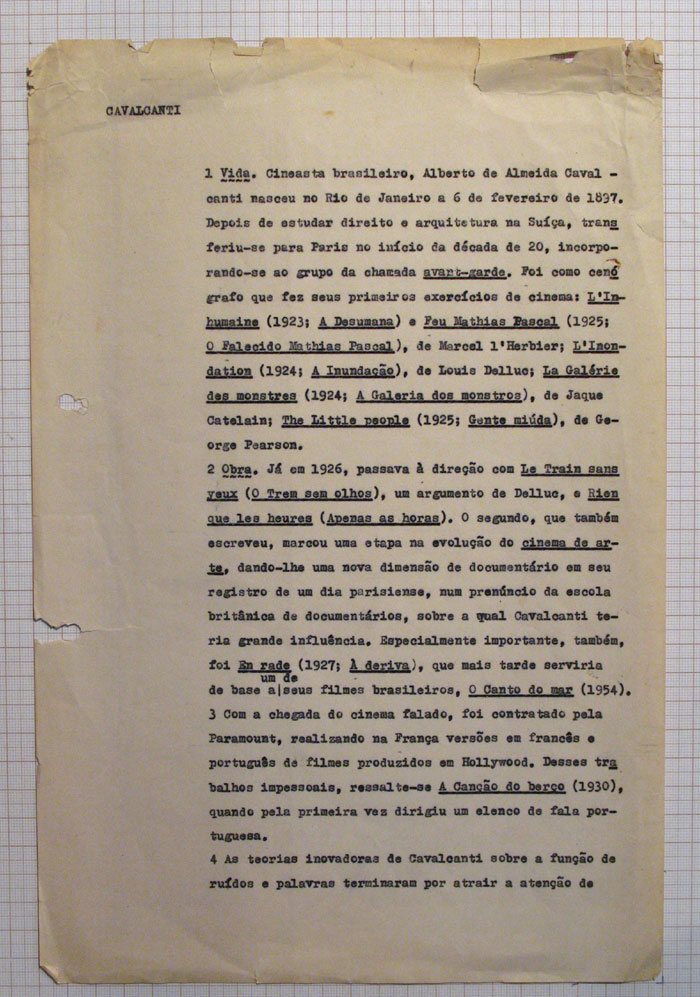 CAVALCANTI
1 Vida. Cineasta brasileiro, Alberto de Almeida Caval -
canti nasceu no Rio de Janeiro a 6 de fevereiro de 1897.
Depois de estudar direito e arquitetura na Suíça, trans
feriu-se para Paris no início da década de 20, incorpo-
rando-se ao grupo da chamada avant-garde. Foi como cenó
grafo que fez seus primeiros exercícios de cinema: L'In-
humaine (1923; A Desumana) e Feu Mathias Pascal (1925;
O Falecido Mathias Pascal), de Marcel l'Herbier; L'Inon-
dation (1924; A Inundação), de Louis Delluc; La Galérie
des monstres (1924; A Galeria dos monstros), de Jaque
Catelain; The Little people (1925; Gente miúda), de Ge-
orge Pearson.
2 Obra. Já em 1926, passava à direção com Le Train sans
yeux (O Trem sem olhos), um argumento de Delluc, e Rien
que les heures (Apenas as horas). O segundo, que também
escreveu, marcou uma etapa na evolução do cinema de ar-
te, dando-lhe uma nova dimensão de documentário em seu
registro de um dia parisiense, num prenúncio da escola
britânica de documentários, sobre a qual Cavalcanti te-
ria grande influência. Especialmente importante, também,
foi En rade (1927; À deriva), que mais tarde serviria
um de
de base a|seus filmes brasileiros, O Canto do mar (1954).
3 Com a chegada do cinema falado, foi contratado pela
Paramount, realizando na França versões em francês e
português de filmes produzidos em Hollywood. Desses tra
balhos impessoais, ressalte-se A Canção do berço (1930),
quando pela primeira vez dirigiu um elenco de fala por-
tuguesa.
4 As teorias inovadoras de Cavalcanti sobre a função de
ruídos e palavras terminaram por atrair a atenção de